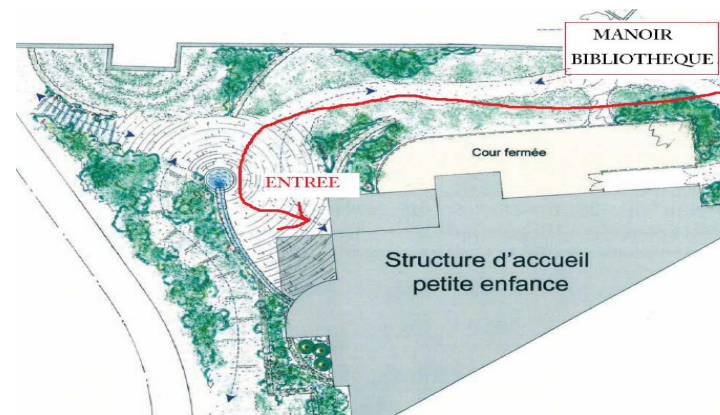 MANOIR
BIBLIOTHEQUE
Cour fermée
ENTREE
Structure d'accueil
petite enfance